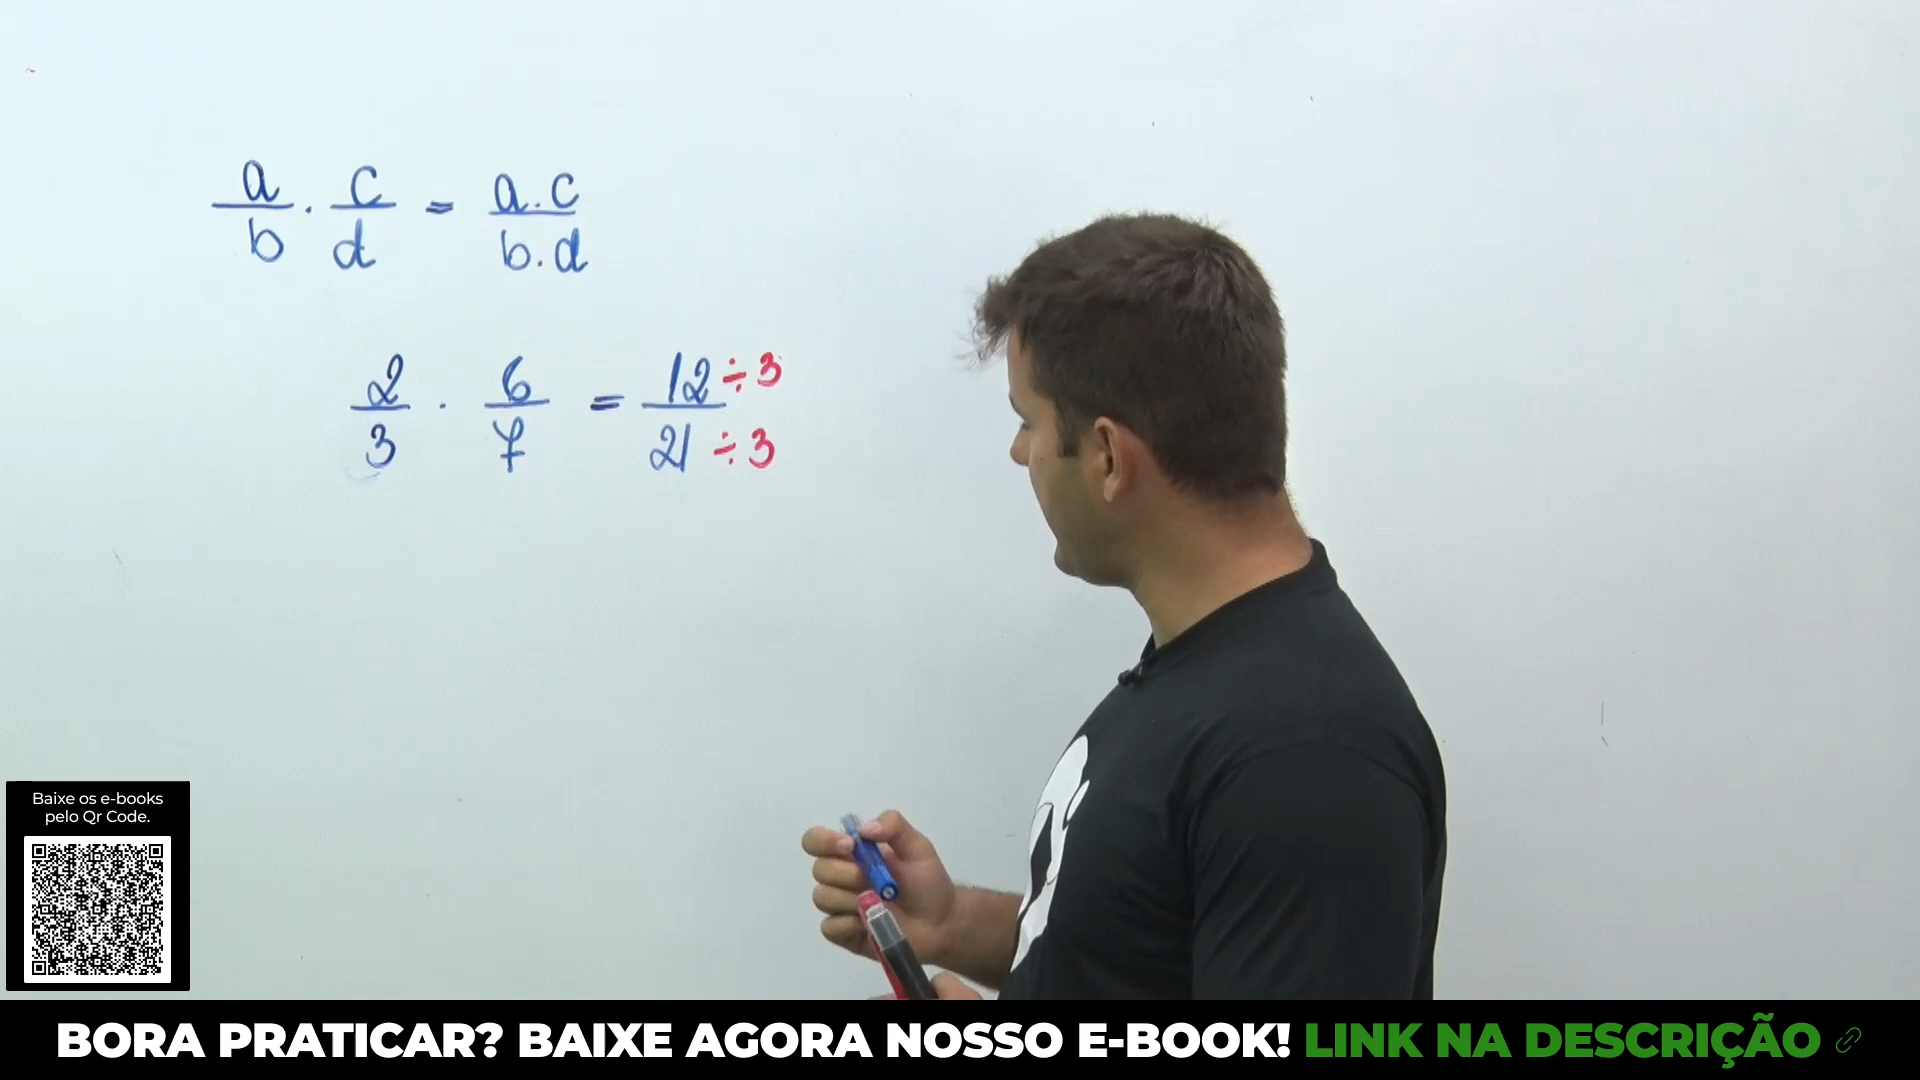 a/b . c/d = a.c/b.d
2/3 . 6/7 = 12÷3/21÷3
Baixe os e-books
pelo Qr Code.
BORA PRATICAR? BAIXE AGORA NOSSO E-BOOK! LINK NA DESCRIÇÃO